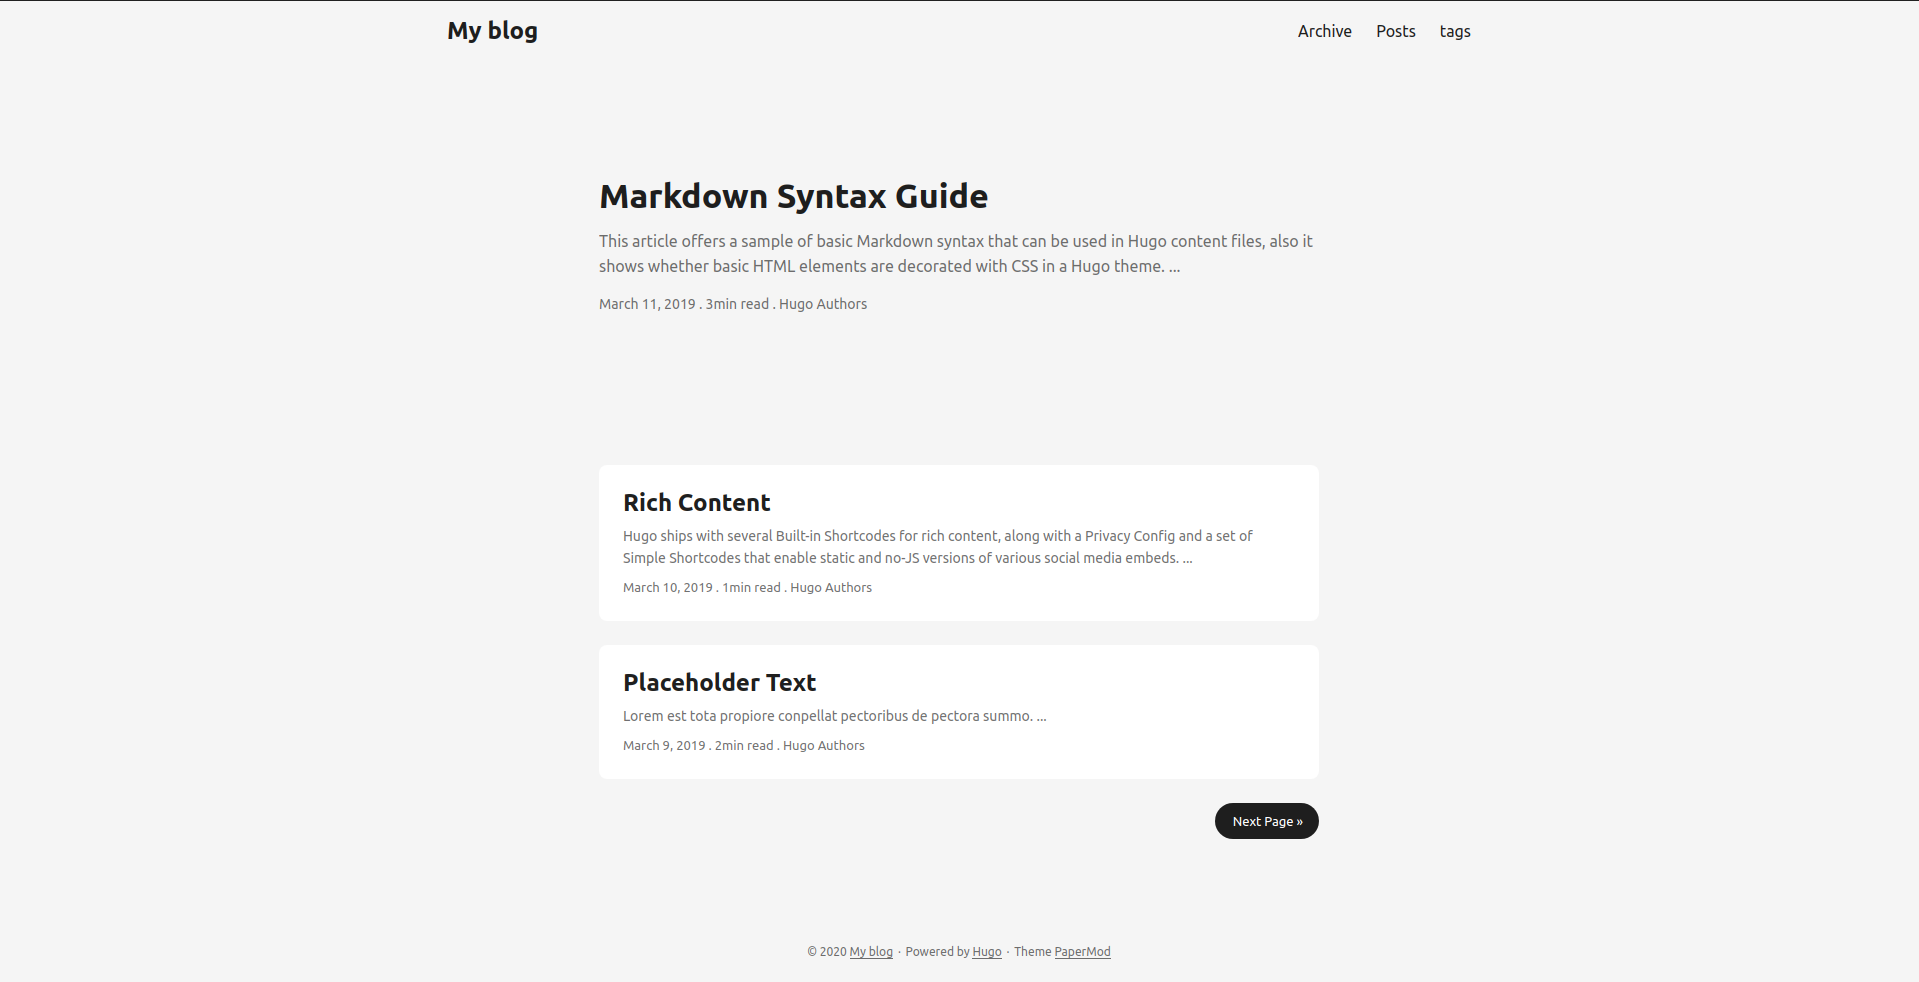 My blog
Archive Posts tags
Markdown Syntax Guide
This article offers a sample of basic Markdown syntax that can be used in Hugo content files, also it
shows whether basic HTML elements are decorated with CSS in a Hugo theme. ...
March 11, 2019 . 3min read . Hugo Authors
Rich Content
Hugo ships with several Built-in Shortcodes for rich content, along with a Privacy Config and a set of
Simple Shortcodes that enable static and no-JS versions of various social media embeds. ...
March 10, 2019 . 1min read . Hugo Authors
Placeholder Text
Lorem est tota propiore conpellat pectoribus de pectora summo. ...
March 9, 2019 . 2min read . Hugo Authors
Next Page »
© 2020 My blog · Powered by Hugo · Theme PaperMod